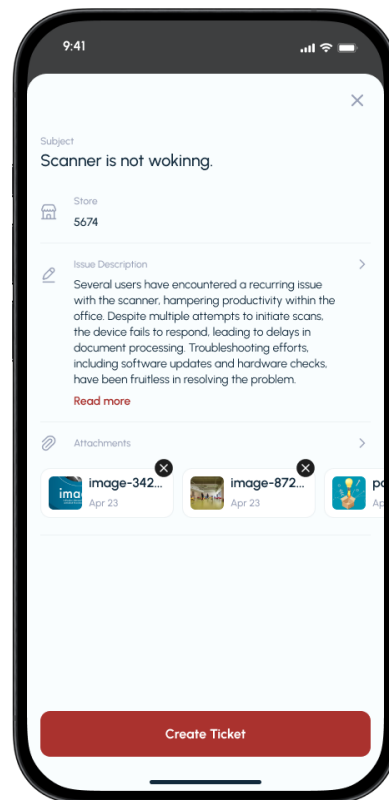 9:41
Subject
Scanner is not wokinng.
Store
5674
Issue Description
Several users have encountered a recurring issue
with the scanner, hampering productivity within the
office. Despite multiple attempts to initiate scans,
the device fails to respond, leading to delays in
document processing. Troubleshooting efforts,
including software updates and hardware checks,
have been fruitless in resolving the problem.
Read more
Attachments
image-342...
Apr 23
image-872...
Apr 23
Create Ticket